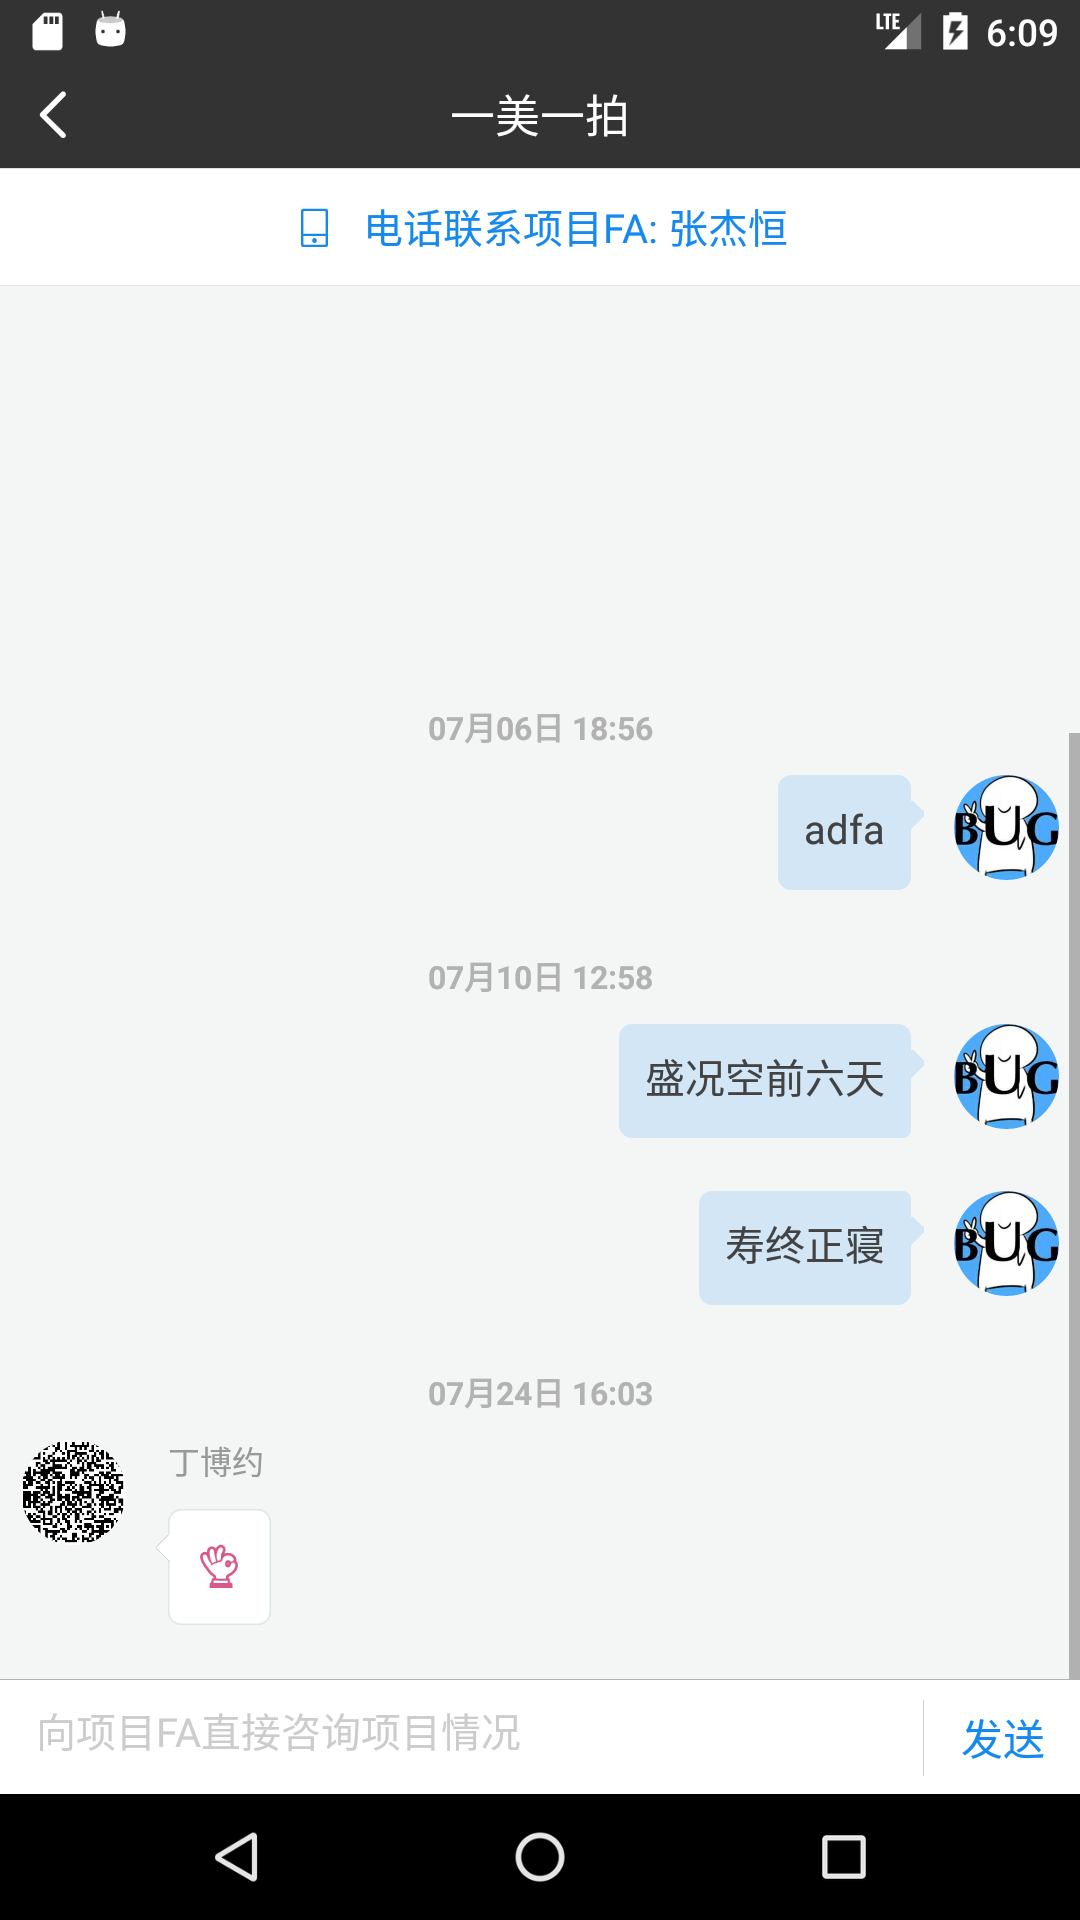 LTE 6:09
一美一拍
电话联系项目FA: 张杰恒
07月06日 18:56
adfa
BUG
07月10日 12:58
盛况空前六天
BUG
寿终正寝
BUG
07月24日 16:03
丁博约
向项目FA直接咨询项目情况
发送